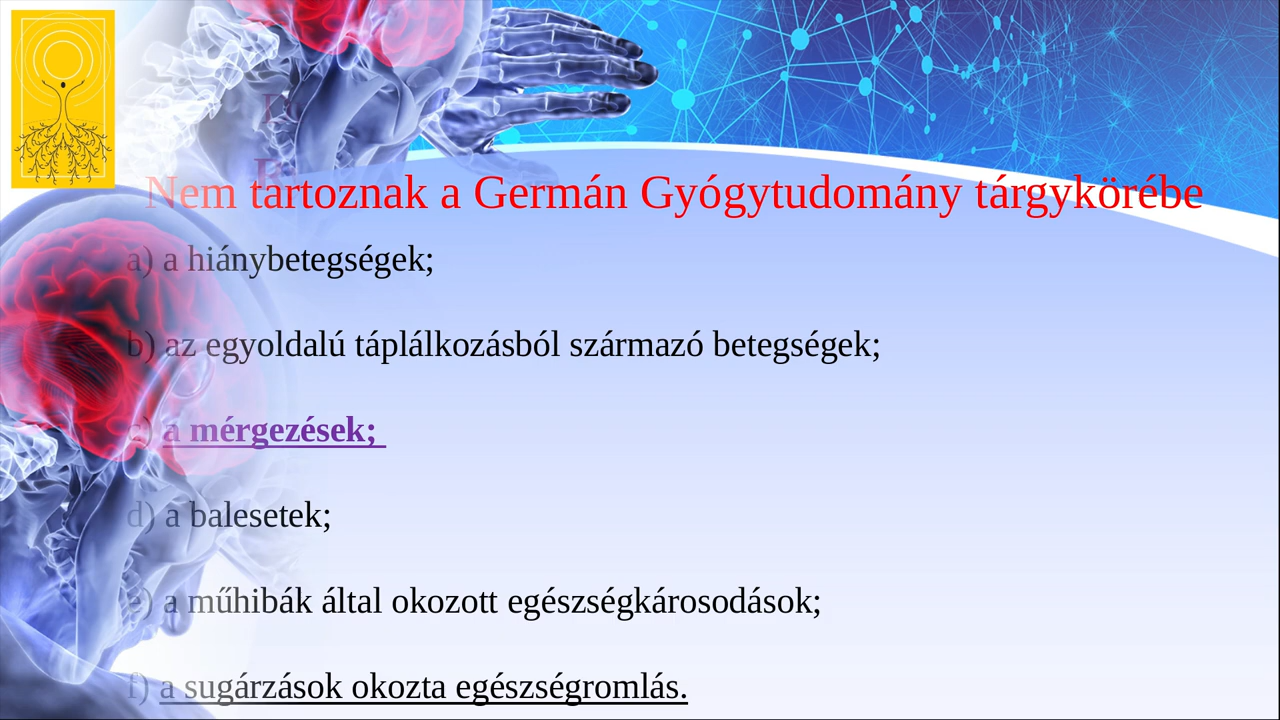 Nem tartoznak a Germán Gyógytudomány tárgykörébe
a) a hiánybetegségek;
b) az egyoldalú táplálkozásból származó betegségek;
c) a mérgezések;
d) a balesetek;
e) a műhibák által okozott egészségkárosodások;
f) a sugárzások okozta egészségromlás.